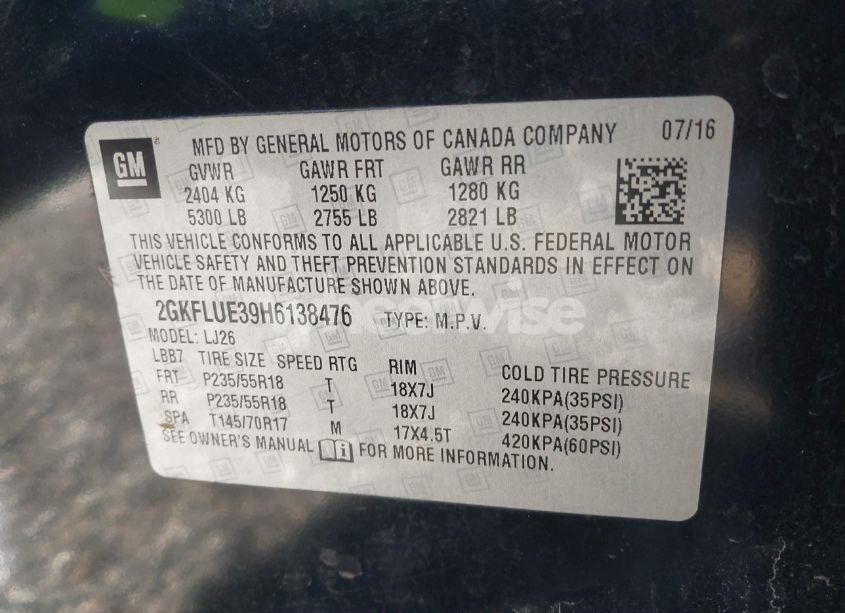 GM
MFD BY GENERAL MOTORS OF CANADA COMPANY 07/16
GVWR GAWR FRT GAWR RR
2404 KG 1250 KG 1280 KG
5300 LB 2755 LB 2821 LB
THIS VEHICLE CONFORMS TO ALL APPLICABLE U.S. FEDERAL MOTOR
VEHICLE SAFETY AND THEFT PREVENTION STANDARDS IN EFFECT ON
THE DATE OF MANUFACTURE SHOWN ABOVE.
2GKFLUE39H6138476 TYPE: M.P.V.
MODEL: LJ26
LBB7 TIRE SIZE SPEED RTG RIM COLD TIRE PRESSURE
FRT P235/55R18 T 18X7J 240KPA(35PSI)
RR P235/55R18 T 18X7J 240KPA(35PSI)
SPA T145/70R17 M 17X4.5T 420KPA(60PSI)
SEE OWNER'S MANUAL FOR MORE INFORMATION.